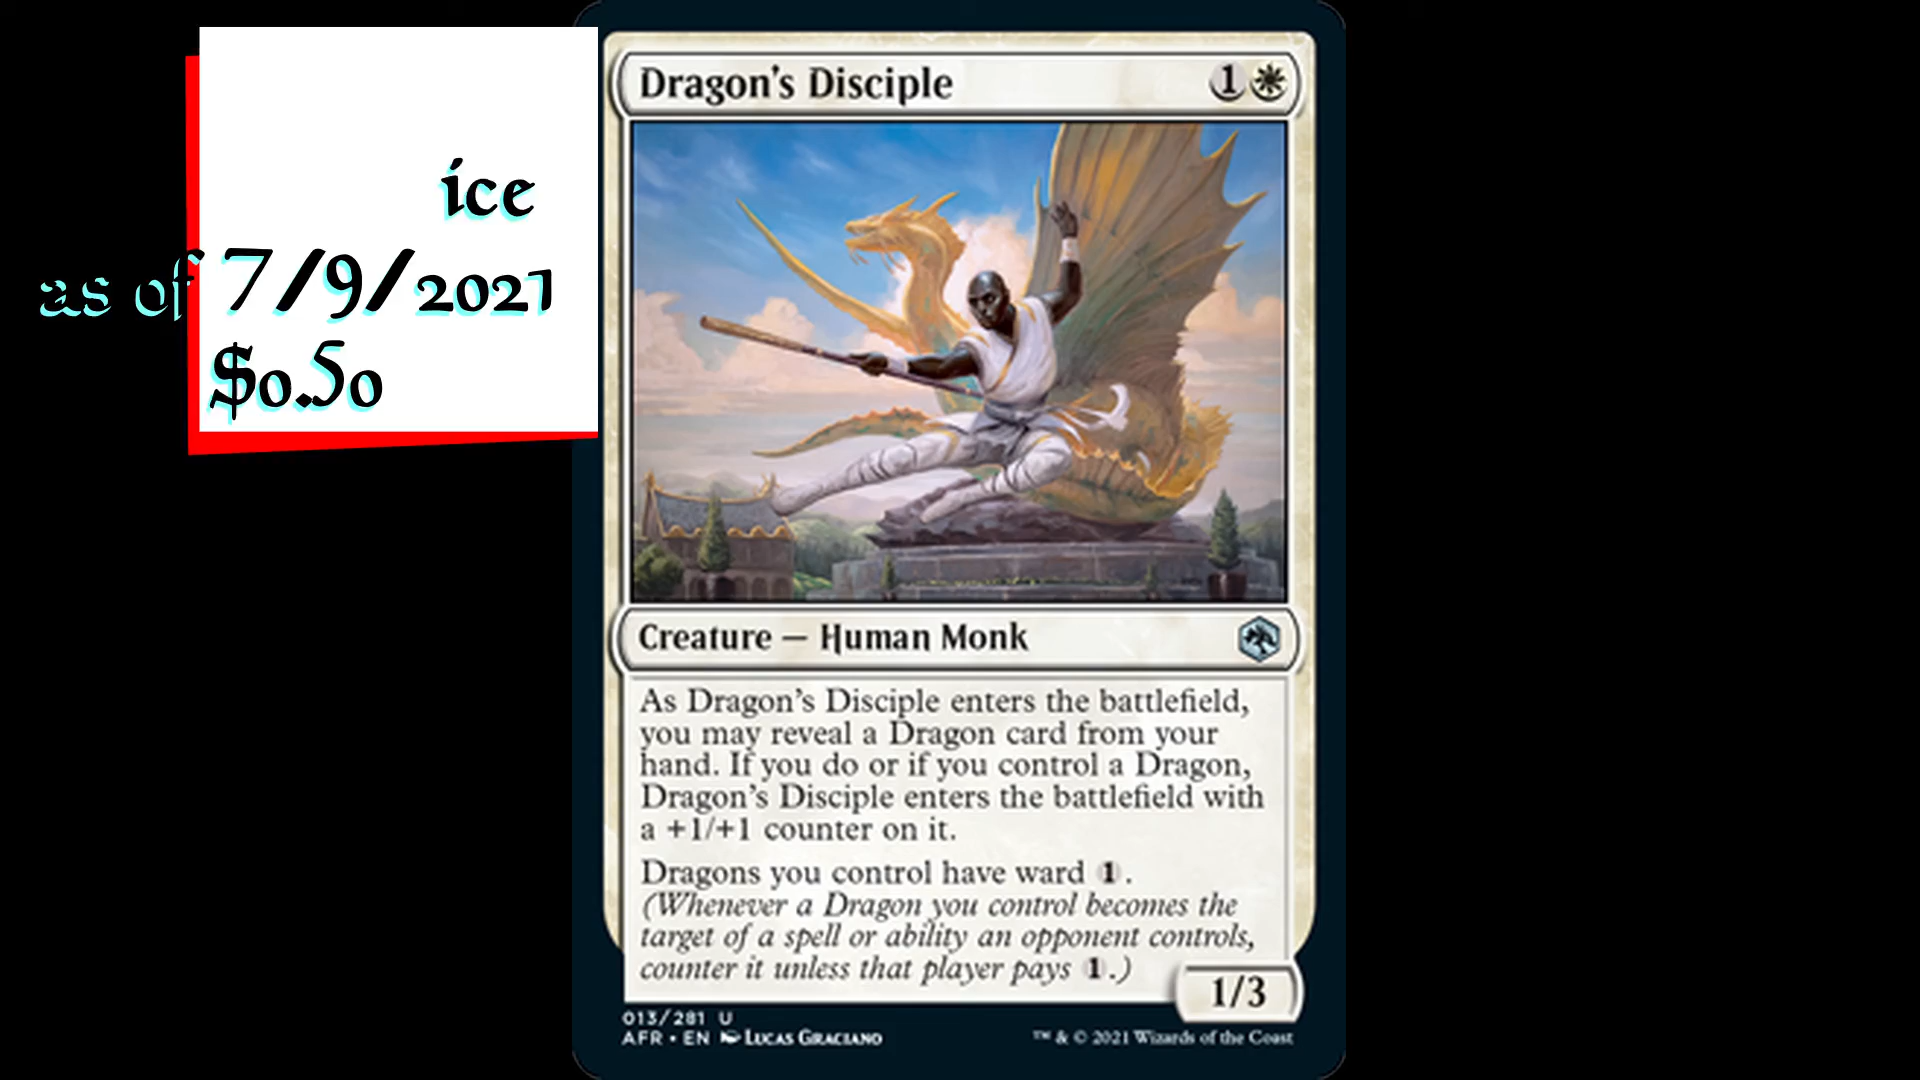 ice
as of 7/9/2021
$0.50
Dragon's Disciple 1
Creature — Human Monk
As Dragon's Disciple enters the battlefield,
you may reveal a Dragon card from your
hand. If you do or if you control a Dragon,
Dragon's Disciple enters the battlefield with
a +1/+1 counter on it.
Dragons you control have ward 1.
(Whenever a Dragon you control becomes the
target of a spell or ability an opponent controls,
counter it unless that player pays 1.)
1/3
013/281 U
AFR • EN Lucas Graciano
™ & © 2021 Wizards of the Coast